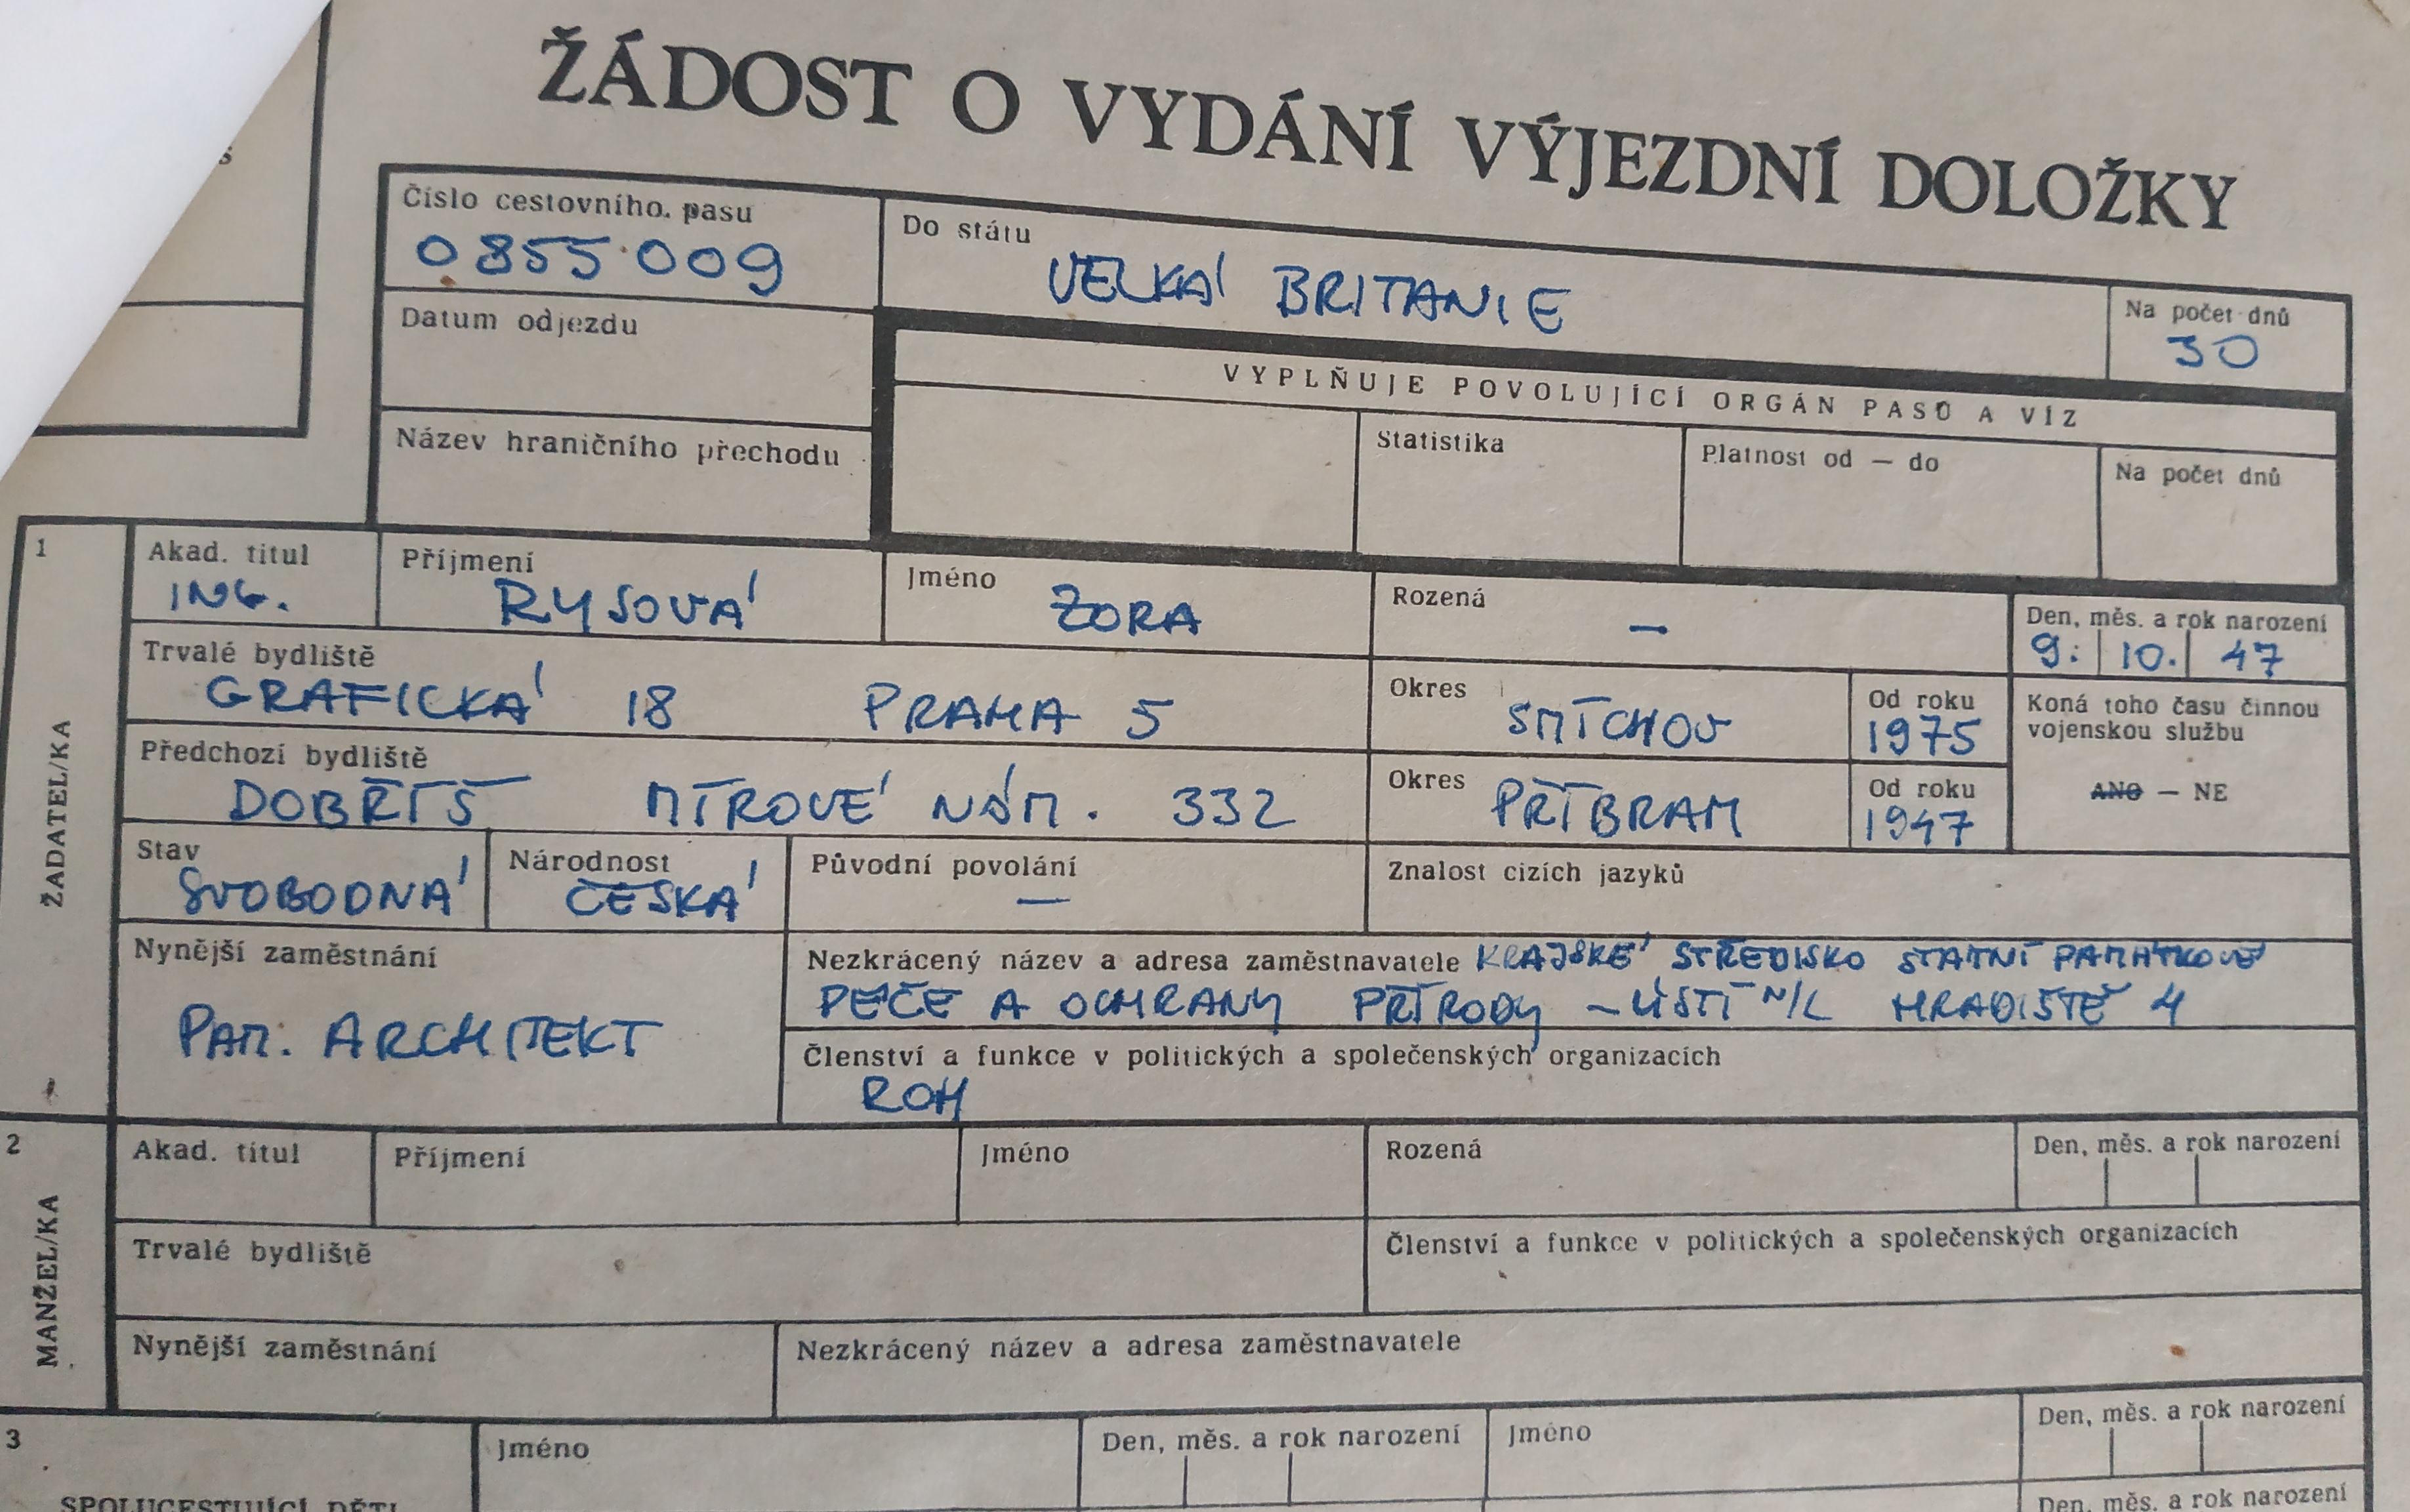 ŽÁDOST O VYDÁNÍ VÝJEZDNÍ DOLOŽKY
Číslo cestovního pasu
0855009
Do státu
VELKÁ BRITANIE
Na počet dnů
30
Datum odjezdu
VYPLŇUJE POVOLUJÍCÍ ORGÁN PASŮ A VÍZ
Název hraničního přechodu
Statistika
Platnost od — do
Na počet dnů
1
ŽADATEL/KA
Akad. titul
ING.
Příjmení
RYSOVÁ
Jméno
ZORA
Rozená
—
Den, měs. a rok narození
9. 10. 47
Trvalé bydliště
GRAFICKÁ 18 PRAHA 5
Okres
SMÍCHOV
Od roku
1975
Koná toho času činnou
vojenskou službu
ANO — NE
Předchozí bydliště
DOBŘÍŠ MÍROVÉ NÁM. 332
Okres
PŘÍBRAM
Od roku
1947
Stav
SVOBODNÁ
Národnost
ČESKÁ
Původní povolání
—
Znalost cizích jazyků
Nynější zaměstnání
PAM. ARCHITEKT
Nezkrácený název a adresa zaměstnavatele KRAJSKÉ STŘEDISKO STÁTNÍ PAMÁTKOVÉ
PÉČE A OCHRANY PŘÍRODY - ÚSTÍ N/L HRADIŠTĚ 4
Členství a funkce v politických a společenských organizacích
ROH
2
MANŽEL/KA
Akad. titul
Příjmení
Jméno
Rozená
Den, měs. a rok narození
Trvalé bydliště
Členství a funkce v politických a společenských organizacích
Nynější zaměstnání
Nezkrácený název a adresa zaměstnavatele
3
SPOLUCESTUJÍCÍ DĚTI
Jméno
Den, měs. a rok narození
Jméno
Den, měs. a rok narození
Den, měs. a rok narození